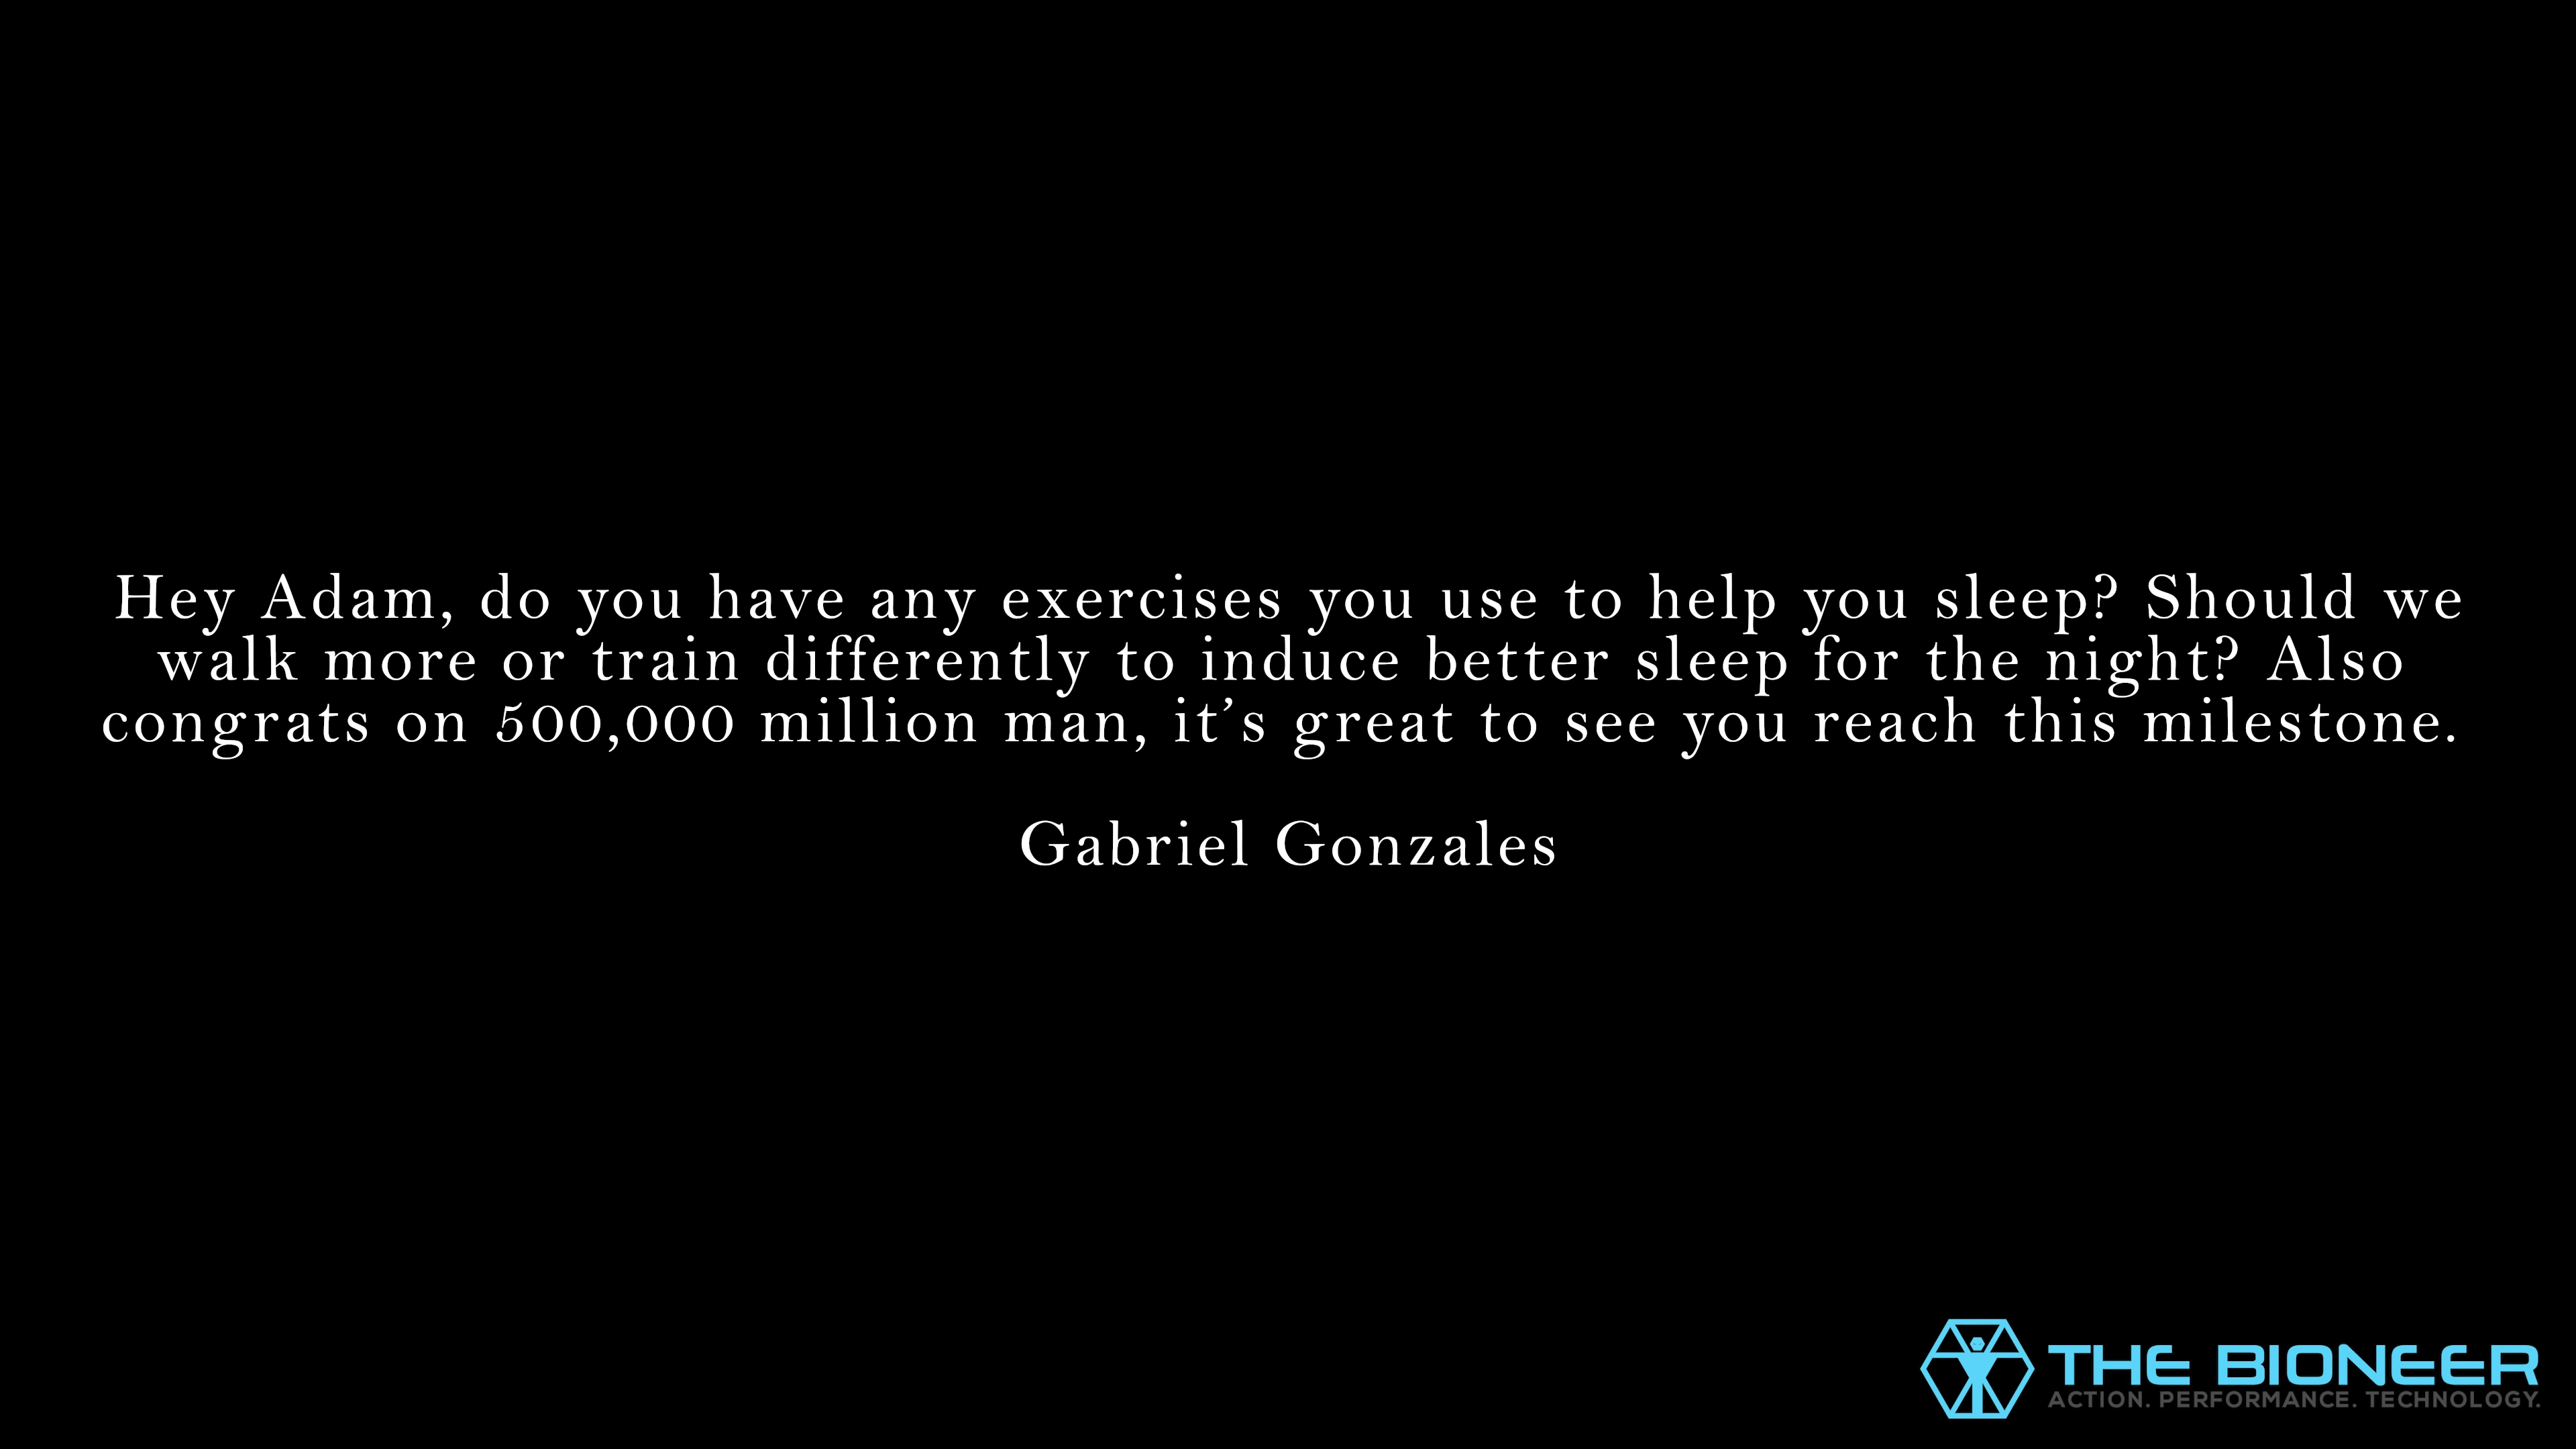 Hey Adam, do you have any exercises you use to help you sleep? Should we
walk more or train differently to induce better sleep for the night? Also
congrats on 500,000 million man, it’s great to see you reach this milestone.
Gabriel Gonzales
THE BIONEER
ACTION. PERFORMANCE. TECHNOLOGY.